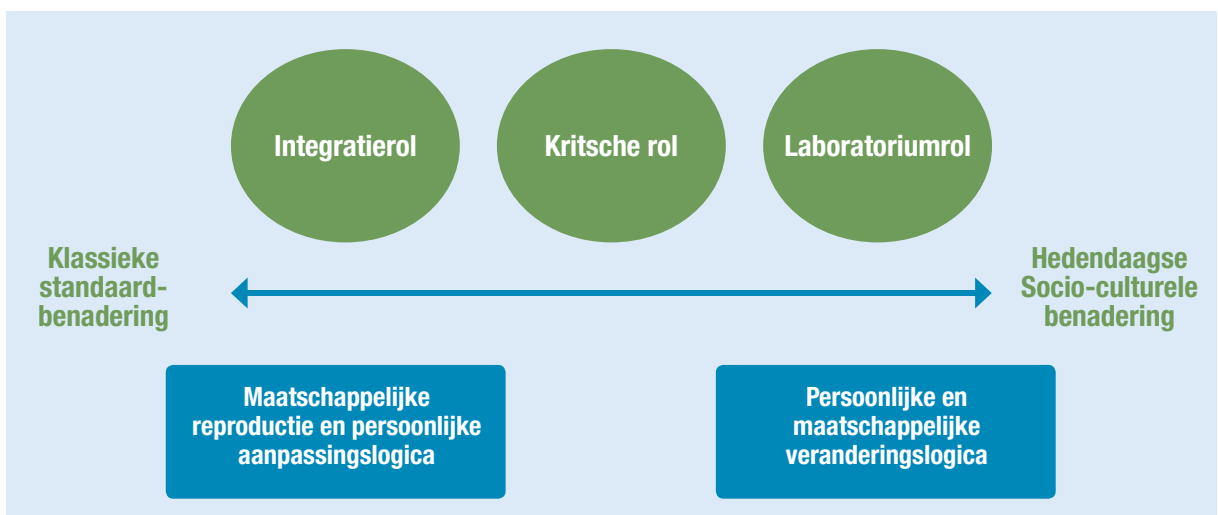 Integratierol
Kritsche rol
Laboratoriumrol
Klassieke
standaard-
benadering
Hedendaagse
Socio-culturele
benadering
Maatschappelijke
reproductie en persoonlijke
aanpassingslogica
Persoonlijke en
maatschappelijke
veranderingslogica